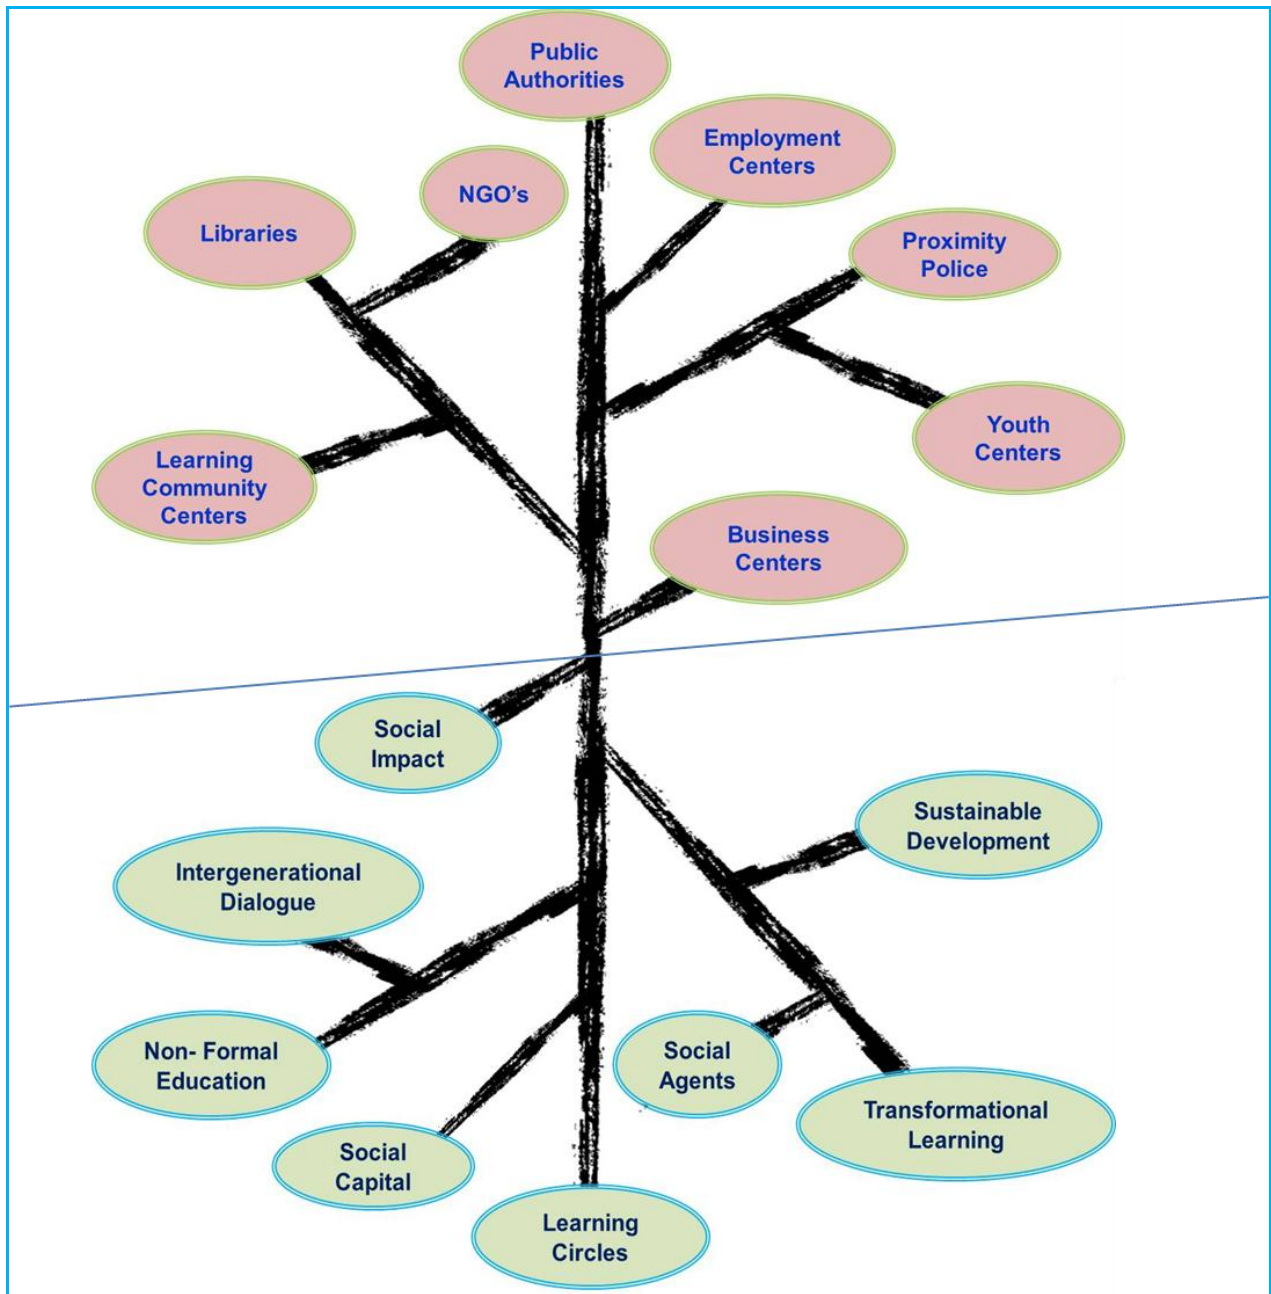 Public
Authorities
Employment
Centers
NGO’s
Libraries
Proximity
Police
Youth
Centers
Learning
Community
Centers
Business
Centers
Social
Impact
Sustainable
Development
Intergenerational
Dialogue
Non- Formal
Education
Social
Agents
Transformational
Learning
Social
Capital
Learning
Circles